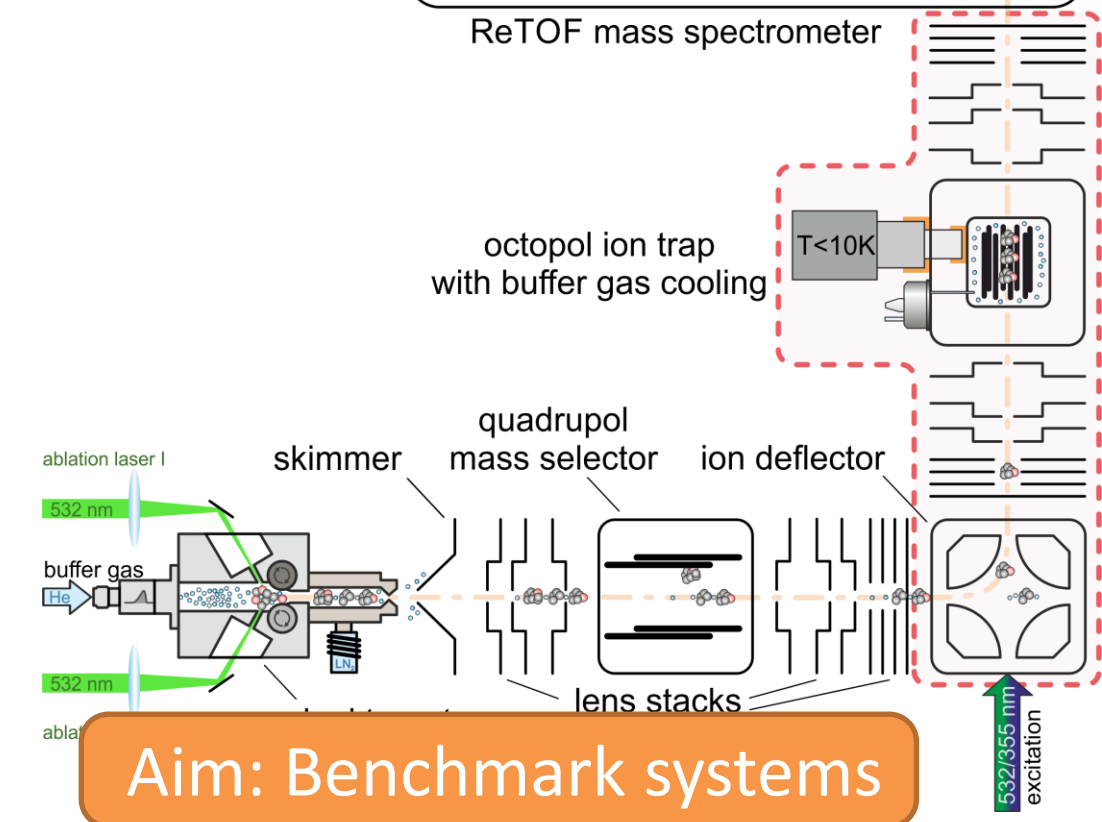 ReTOF mass spectrometer
T<10K
octopol ion trap
with buffer gas cooling
quadrupol
mass selector
skimmer
ion deflector
ablation laser I
532 nm
buffer gas
He
LN₂
532 nm
lens stacks
532/355 nm
excitation
Aim: Benchmark systems